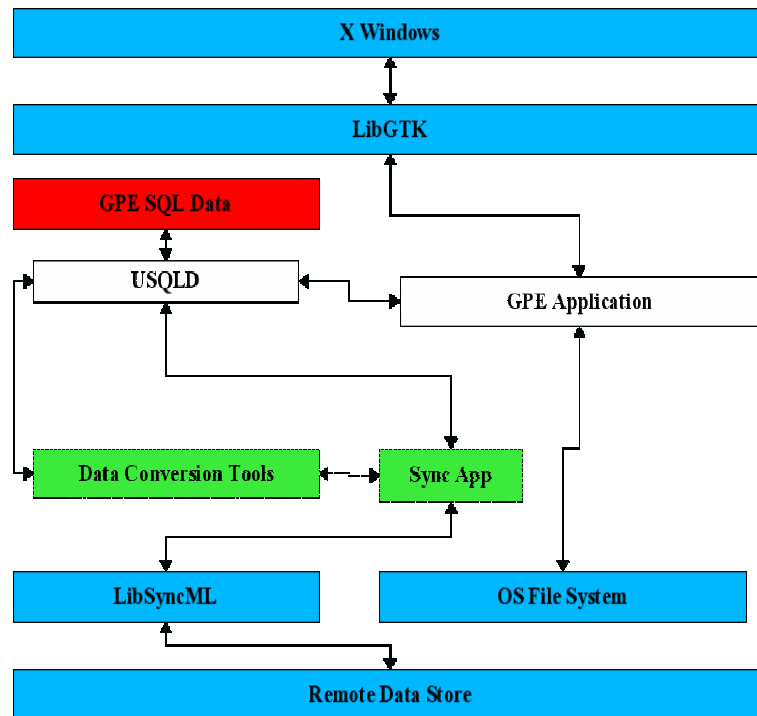 X Windows
LibGTK
GPE SQL Data
USQLD
GPE Application
Data Conversion Tools
Sync App
LibSyncML
OS File System
Remote Data Store